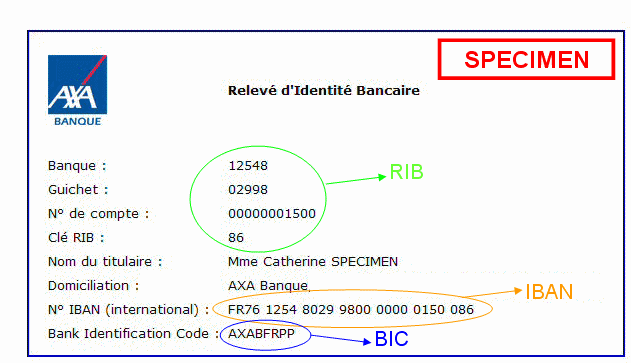 SPECIMEN
AXA
BANQUE
Relevé d'Identité Bancaire
Banque : 12548
Guichet : 02998
RIB
N° de compte : 00000001500
Clé RIB : 86
Nom du titulaire : Mme Catherine SPECIMEN
Domiciliation : AXA Banque
IBAN
N° IBAN (international) : FR76 1254 8029 9800 0000 0150 086
Bank Identification Code : AXABFRPP
BIC